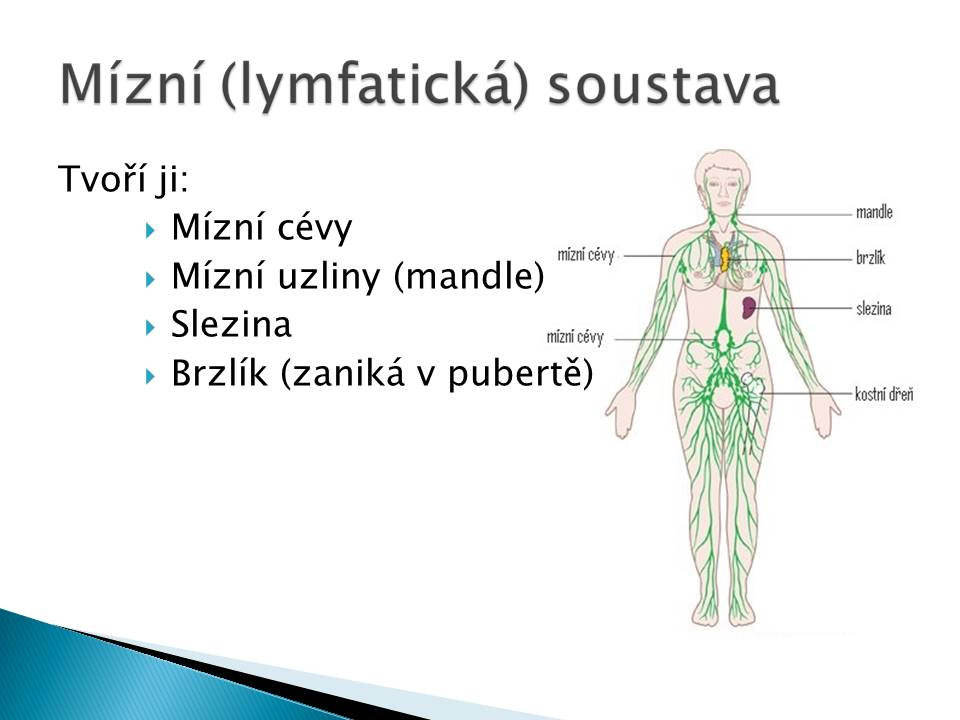 Mízní (lymfatická) soustava
Tvoří ji:
Mízní cévy
Mízní uzliny (mandle)
Slezina
Brzlík (zaniká v pubertě)
mandle
mízní cévy
brzlík
slezina
mízní cévy
kostní dřeň